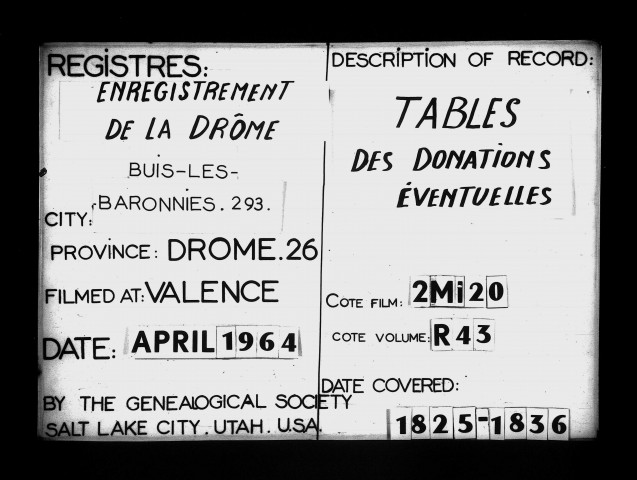 REGISTRES:
ENREGISTREMENT
DE LA DRÔME
BUIS-LES-
BARONNIES. 293.
CITY:
PROVINCE: DROME.26
FILMED AT: VALENCE
DATE: APRIL 1964
BY THE GENEALOGICAL SOCIETY
SALT LAKE CITY. UTAH. U.S.A.
DESCRIPTION OF RECORD:
TABLES
DES DONATIONS
ÉVENTUELLES
COTE FILM: 2Mi20
COTE VOLUME: R43
DATE COVERED:
1825-1836